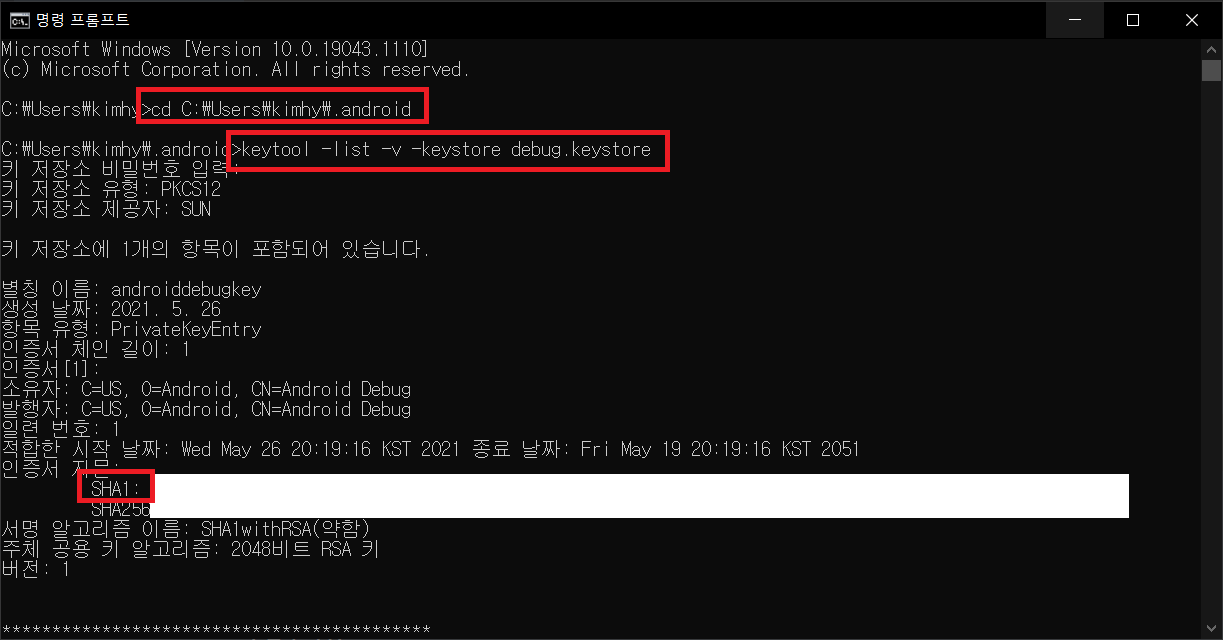 명령 프롬프트
Microsoft Windows [Version 10.0.19043.1110]
(c) Microsoft Corporation. All rights reserved.
C:₩Users₩kimhy>cd C:₩Users₩kimhy₩.android
C:₩Users₩kimhy₩.android>keytool -list -v -keystore debug.keystore
키 저장소 비밀번호 입력:
키 저장소 유형: PKCS12
키 저장소 제공자: SUN
키 저장소에 1개의 항목이 포함되어 있습니다.
별칭 이름: androiddebugkey
생성 날짜: 2021. 5. 26
항목 유형: PrivateKeyEntry
인증서 체인 길이: 1
인증서[1]:
소유자: C=US, O=Android, CN=Android Debug
발행자: C=US, O=Android, CN=Android Debug
일련 번호: 1
적합한 시작 날짜: Wed May 26 20:19:16 KST 2021 종료 날짜: Fri May 19 20:19:16 KST 2051
인증서 지문:
SHA1:
SHA256
서명 알고리즘 이름: SHA1withRSA(약함)
주체 공용 키 알고리즘: 2048비트 RSA 키
버전: 1
*******************************************